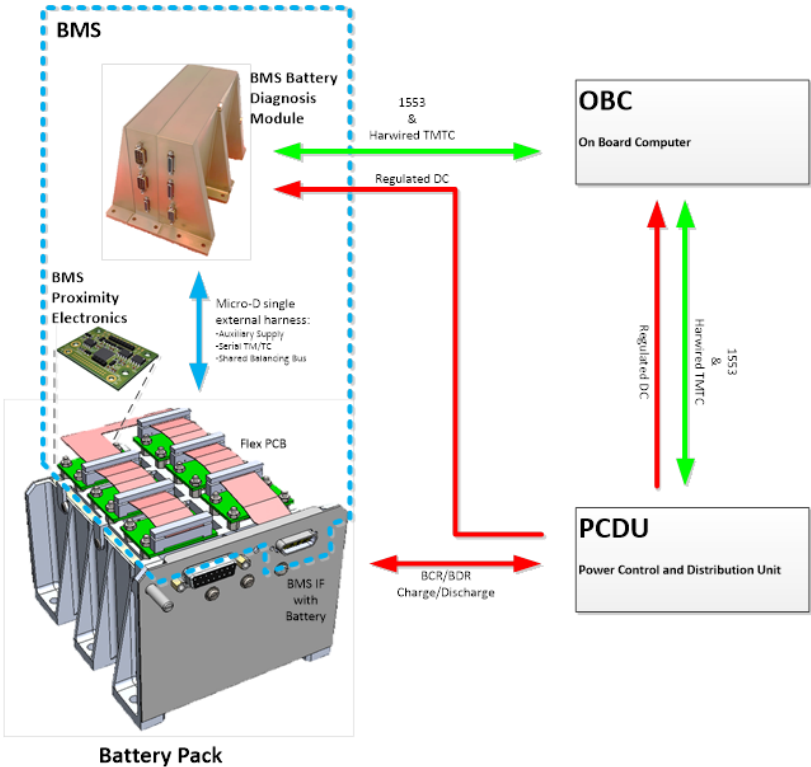 BMS
BMS Battery
Diagnosis
Module
1553
&
Harwired TMTC
Regulated DC
OBC
On Board Computer
BMS
Proximity
Electronics
Micro-D single
external harness:
-Auxiliary Supply
-Serial TM/TC
-Shared Balancing Bus
Regulated DC
1553
&
Harwired TMTC
Flex PCB
BMS IF
with
Battery
BCR/BDR
Charge/Discharge
PCDU
Power Control and Distribution Unit
Battery Pack